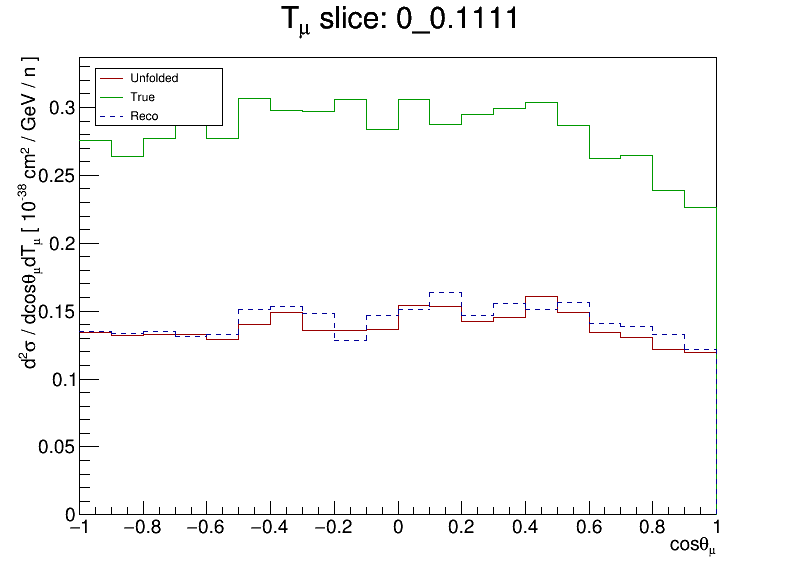 T_μ slice: 0_0.1111
d²σ / dcosθ_μdT_μ [ 10⁻³⁸ cm² / GeV / n ]
Unfolded
True
Reco
0.3
0.25
0.2
0.15
0.1
0.05
0
−1 −0.8 −0.6 −0.4 −0.2 0 0.2 0.4 0.6 0.8 1
cosθ_μ